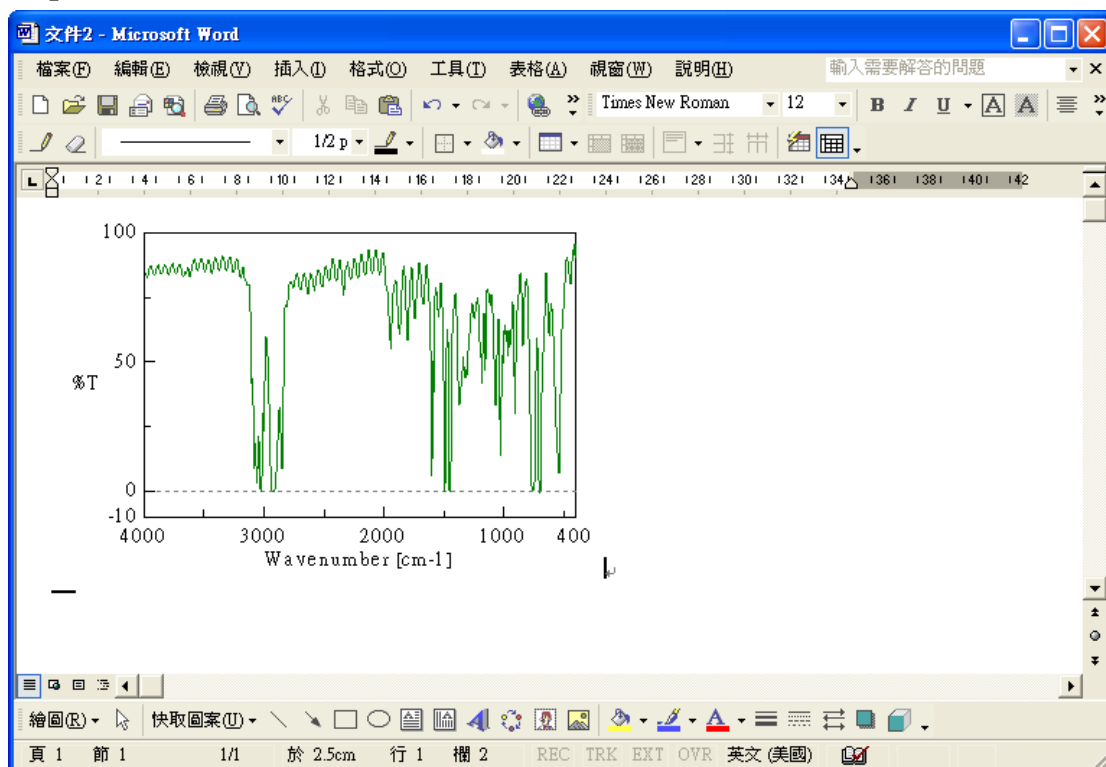 文件2 - Microsoft Word
檔案(F) 編輯(E) 檢視(V) 插入(I) 格式(O) 工具(T) 表格(A) 視窗(W) 說明(H) 輸入需要解答的問題
ABC Times New Roman 12 B I U A A
1/2 p
L 2 4 6 8 10 12 14 16 18 20 22 24 26 28 30 32 34 36 38 40 42
100
50
%T
0
-10
4000 3000 2000 1000 400
Wavenumber [cm-1]
繪圖(R) 快取圖案(U) A
頁 1 節 1 1/1 於 2.5cm 行 1 欄 2 REC TRK EXT OVR 英文 (美國)